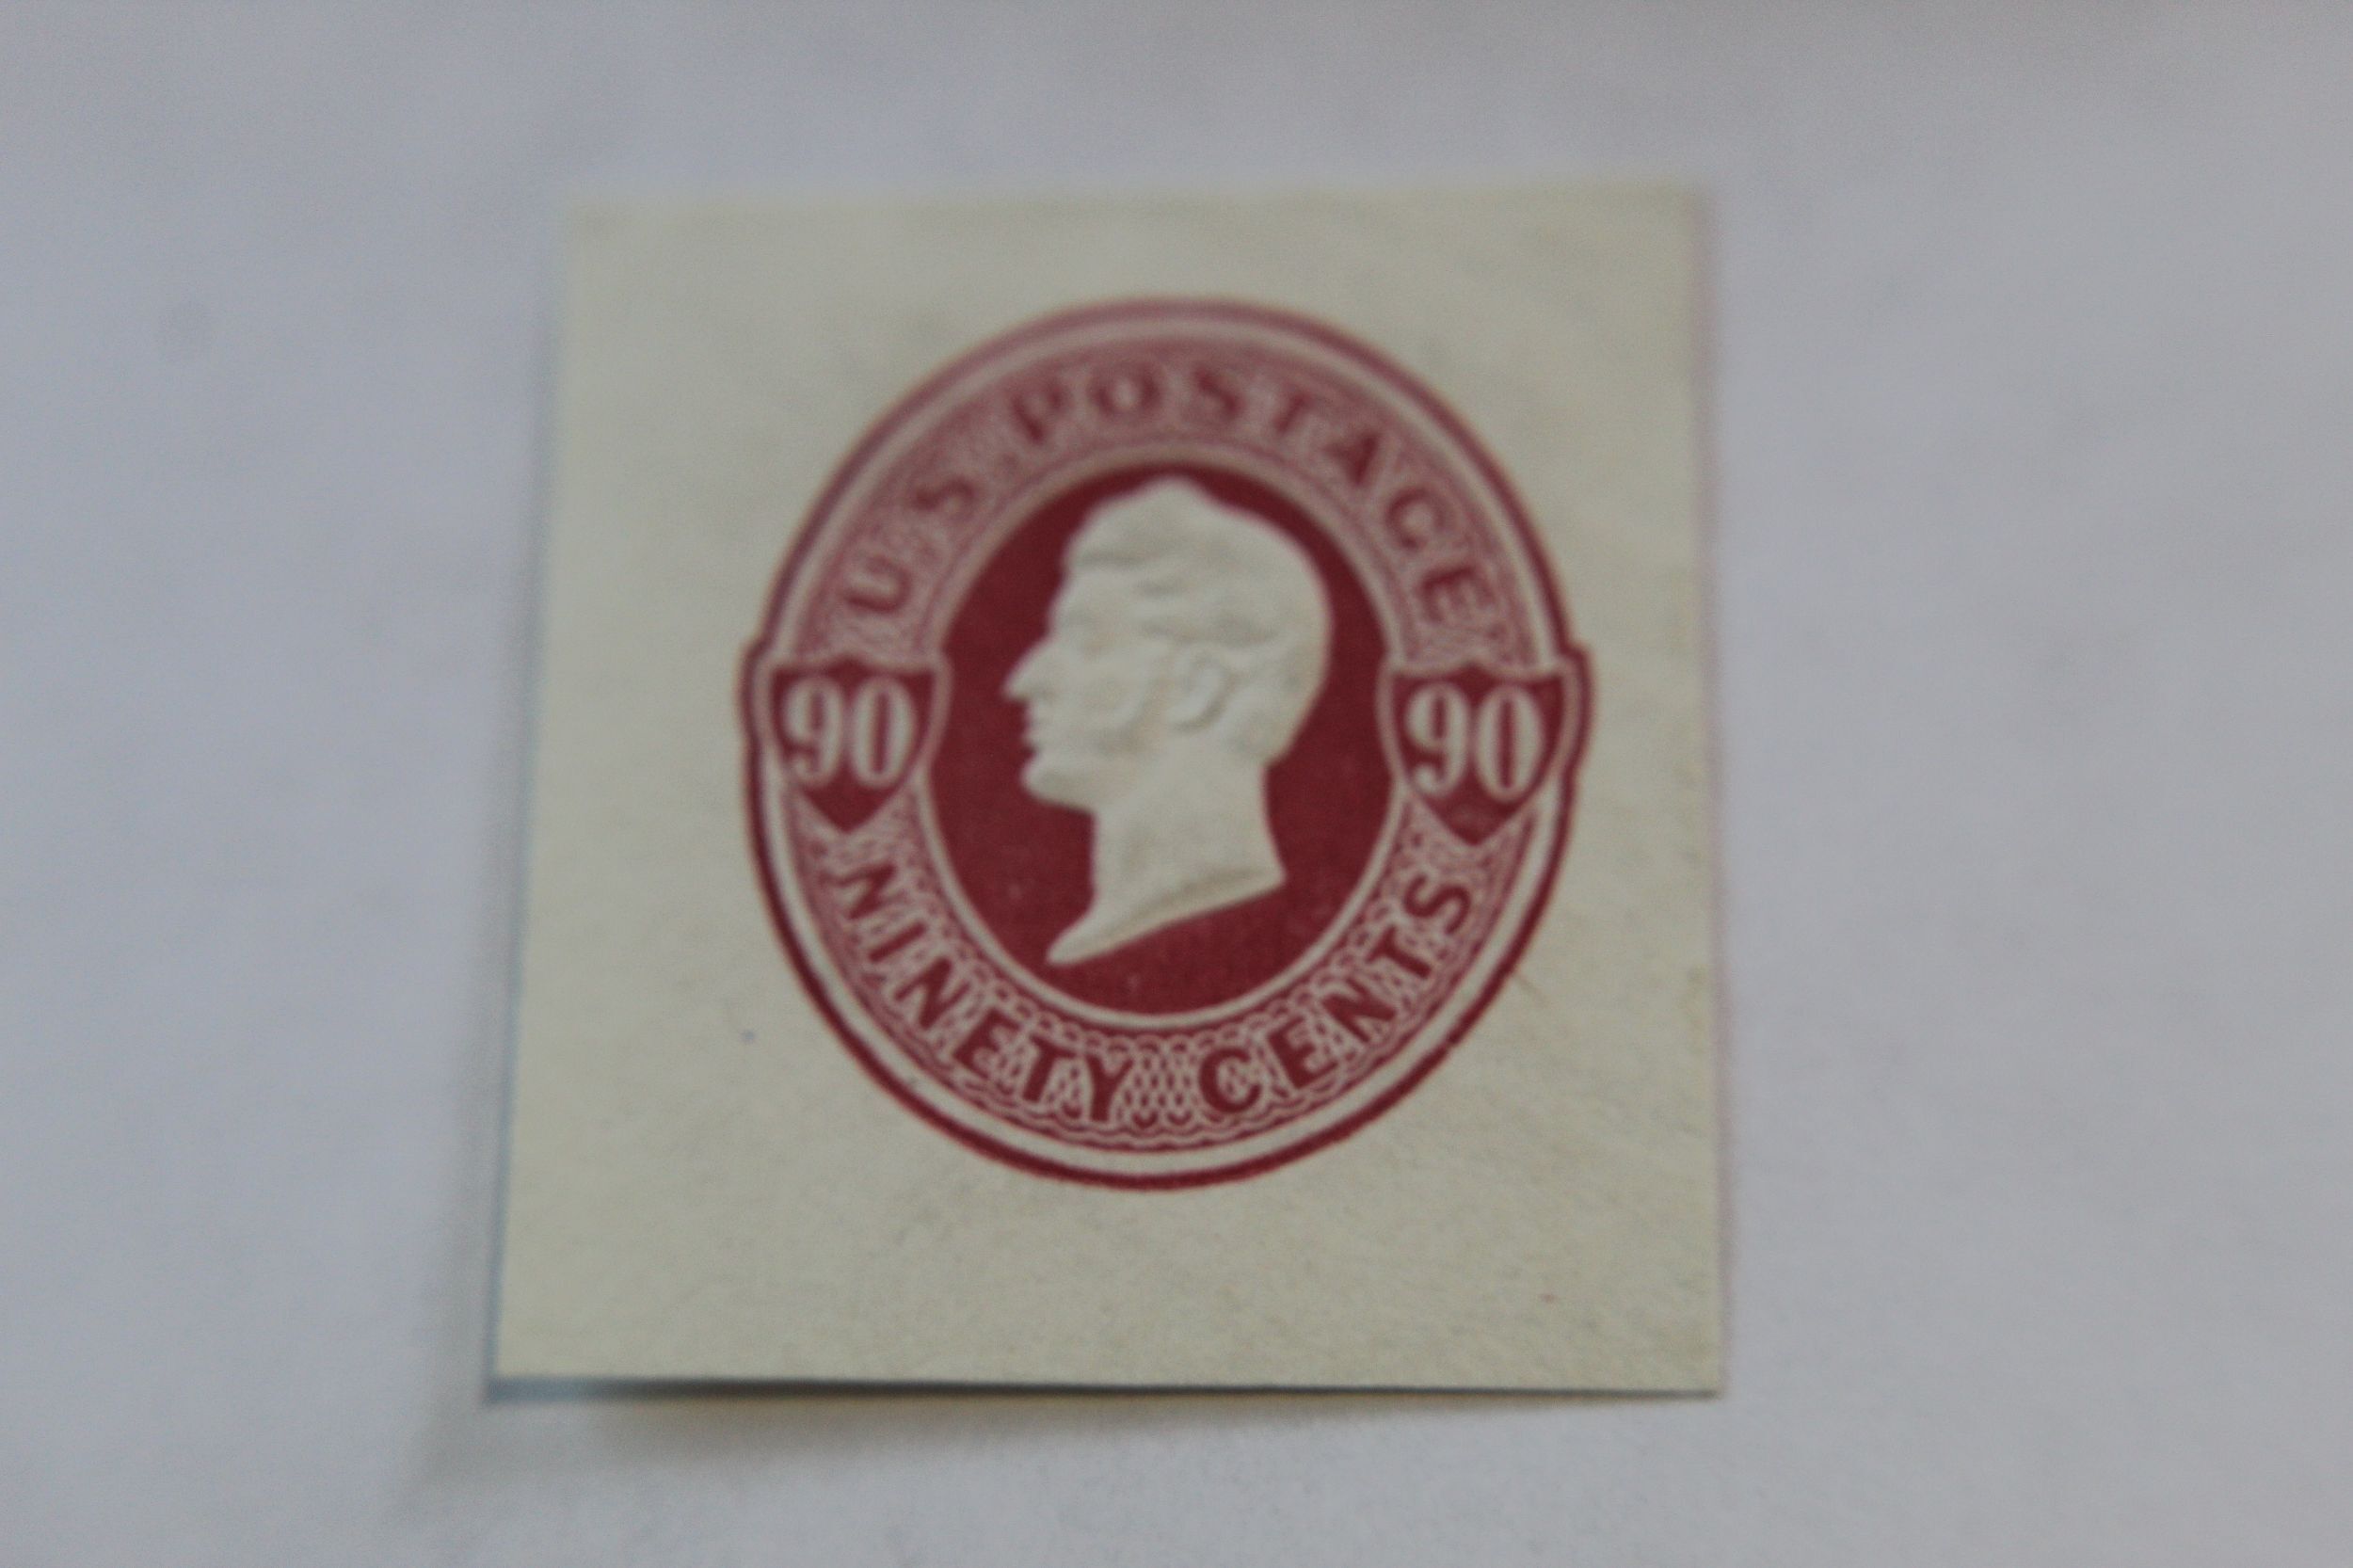 U.S. POSTAGE
90 90
NINETY CENTS